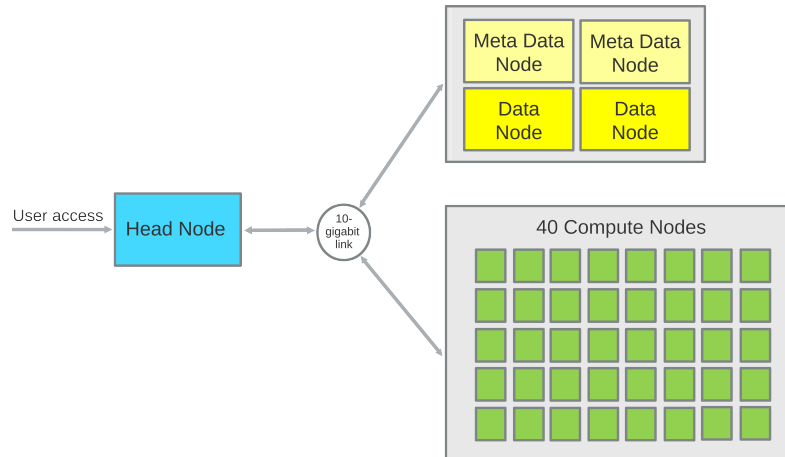 User access
Head Node
10-
gigabit
link
Meta Data
Node
Meta Data
Node
Data
Node
Data
Node
40 Compute Nodes